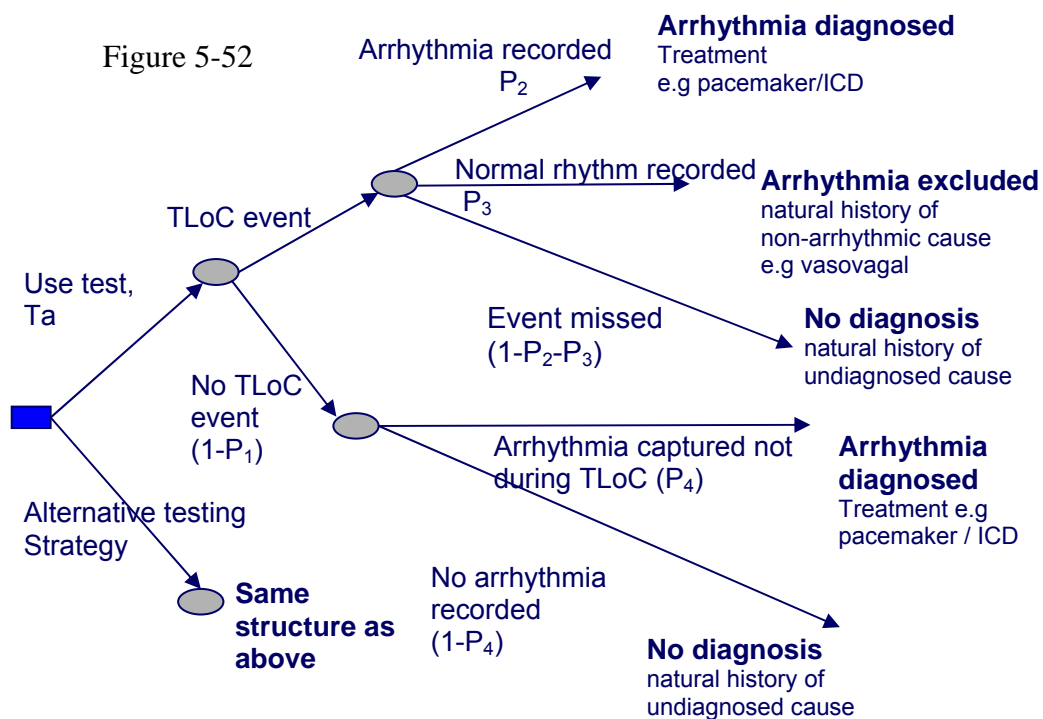 Figure 5-52
Arrhythmia recorded
P2
Arrhythmia diagnosed
Treatment
e.g pacemaker/ICD
Normal rhythm recorded
P3
Arrhythmia excluded
natural history of
non-arrhythmic cause
e.g vasovagal
TLoC event
Use test,
Ta
Event missed
(1-P2-P3)
No diagnosis
natural history of
undiagnosed cause
No TLoC
event
(1-P1)
Arrhythmia captured not
during TLoC (P4)
Arrhythmia
diagnosed
Treatment e.g
pacemaker / ICD
Alternative testing
Strategy
Same
structure as
above
No arrhythmia
recorded
(1-P4)
No diagnosis
natural history of
undiagnosed cause